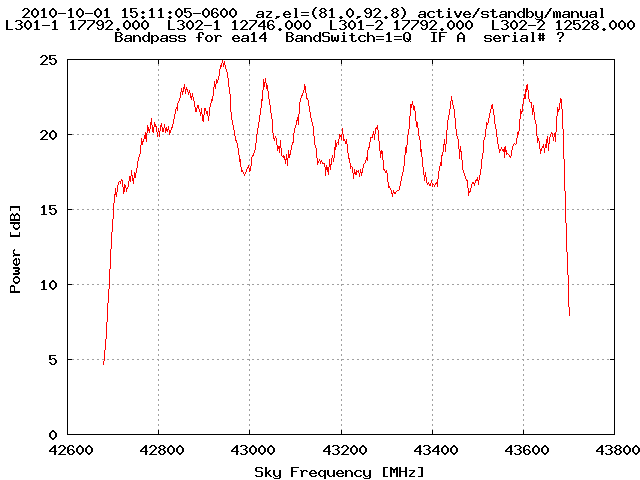 2010-10-01 15:11:05-0600  az,el=(81.0,92.8) active/standby/manual
L301-1 17792.000  L302-1 12746.000  L301-2 17792.000  L302-2 12528.000
Bandpass for ea14  BandSwitch=1=Q  IF A  serial# ?
25
20
15
10
5
0
Power [dB]
42600 42800 43000 43200 43400 43600 43800
Sky Frequency [MHz]